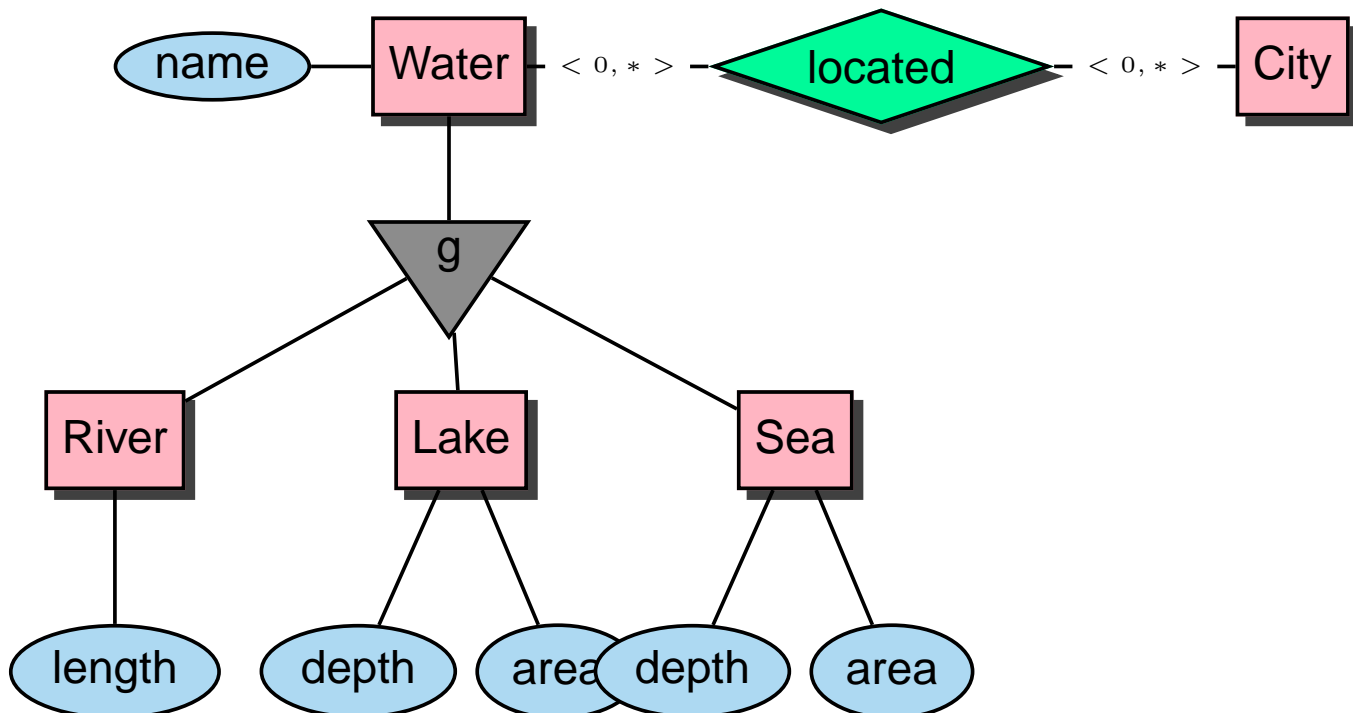 name Water < 0, * > located < 0, * > City
g
River Lake Sea
length depth area depth area